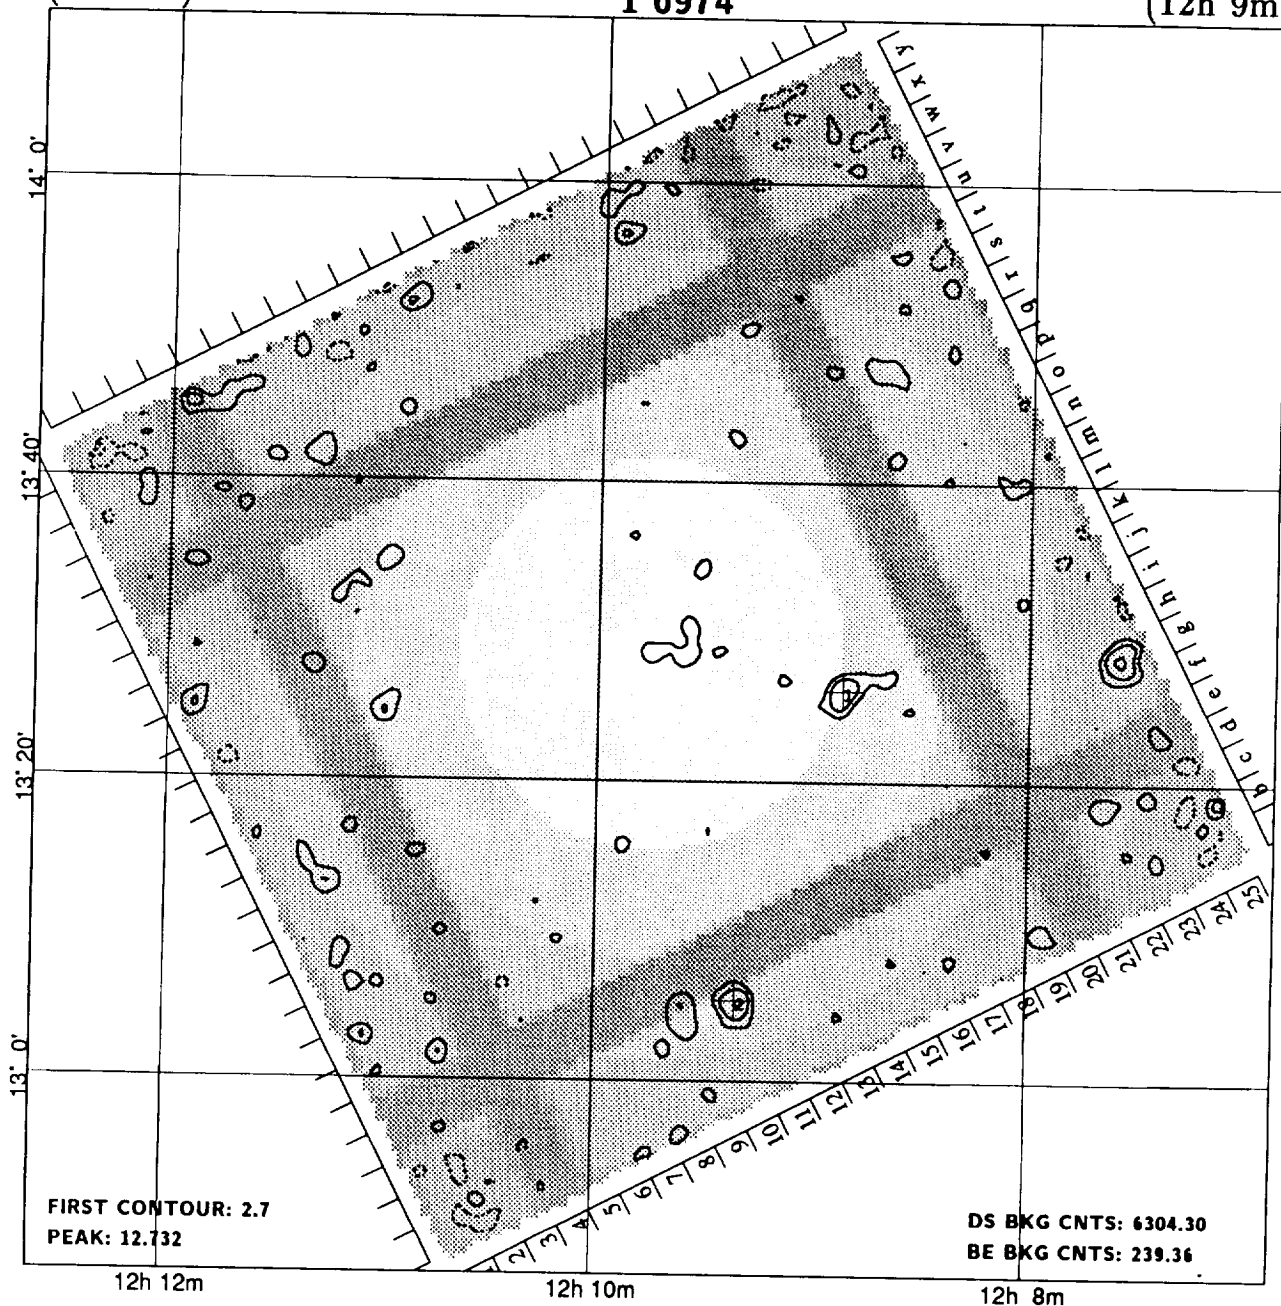 I 0974
(12h 9m
14° 0'
13° 40'
13° 20'
13° 0'
y x w v u t s r q p o n m l k j i h g f e d c b
1 2 3 4 5 6 7 8 9 10 11 12 13 14 15 16 17 18 19 20 21 22 23 24 25
1
2
FIRST CONTOUR: 2.7
PEAK: 12.732
DS BKG CNTS: 6304.30
BE BKG CNTS: 239.36
12h 12m
12h 10m
12h 8m